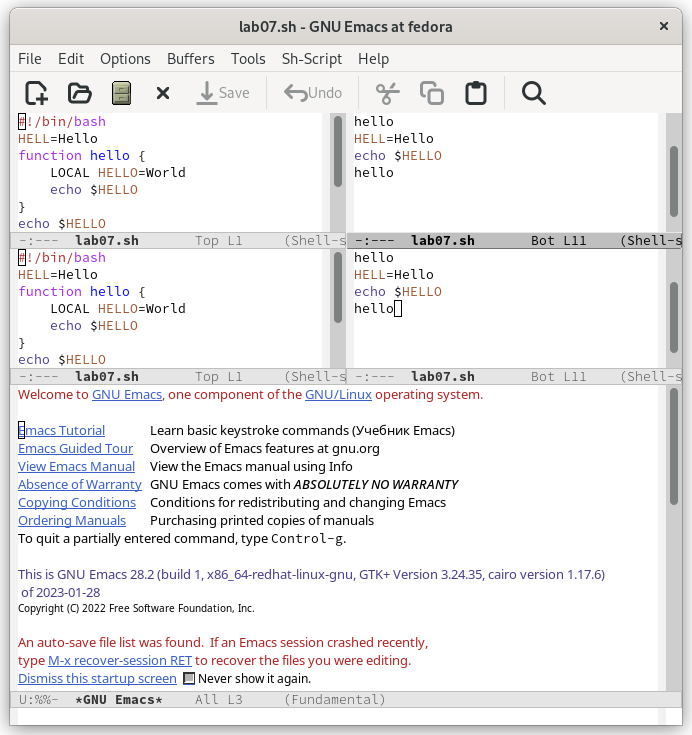 lab07.sh - GNU Emacs at fedora
File Edit Options Buffers Tools Sh-Script Help
Save Undo
#!/bin/bash
HELL=Hello
function hello {
LOCAL HELLO=World
echo $HELLO
}
echo $HELLO
-:--- lab07.sh Top L1 (Shell-s
hello
HELL=Hello
echo $HELLO
hello
-:--- lab07.sh Bot L11 (Shell-s
#!/bin/bash
HELL=Hello
function hello {
LOCAL HELLO=World
echo $HELLO
}
echo $HELLO
-:--- lab07.sh Top L1 (Shell-s
hello
HELL=Hello
echo $HELLO
hello
-:--- lab07.sh Bot L11 (Shell-s
Welcome to GNU Emacs, one component of the GNU/Linux operating system.
Emacs Tutorial Learn basic keystroke commands (Учебник Emacs)
Emacs Guided Tour Overview of Emacs features at gnu.org
View Emacs Manual View the Emacs manual using Info
Absence of Warranty GNU Emacs comes with ABSOLUTELY NO WARRANTY
Copying Conditions Conditions for redistributing and changing Emacs
Ordering Manuals Purchasing printed copies of manuals
To quit a partially entered command, type Control-g.
This is GNU Emacs 28.2 (build 1, x86_64-redhat-linux-gnu, GTK+ Version 3.24.35, cairo version 1.17.6)
of 2023-01-28
Copyright (C) 2022 Free Software Foundation, Inc.
An auto-save file list was found. If an Emacs session crashed recently,
type M-x recover-session RET to recover the files you were editing.
Dismiss this startup screen Never show it again.
U:%%- *GNU Emacs* All L3 (Fundamental)